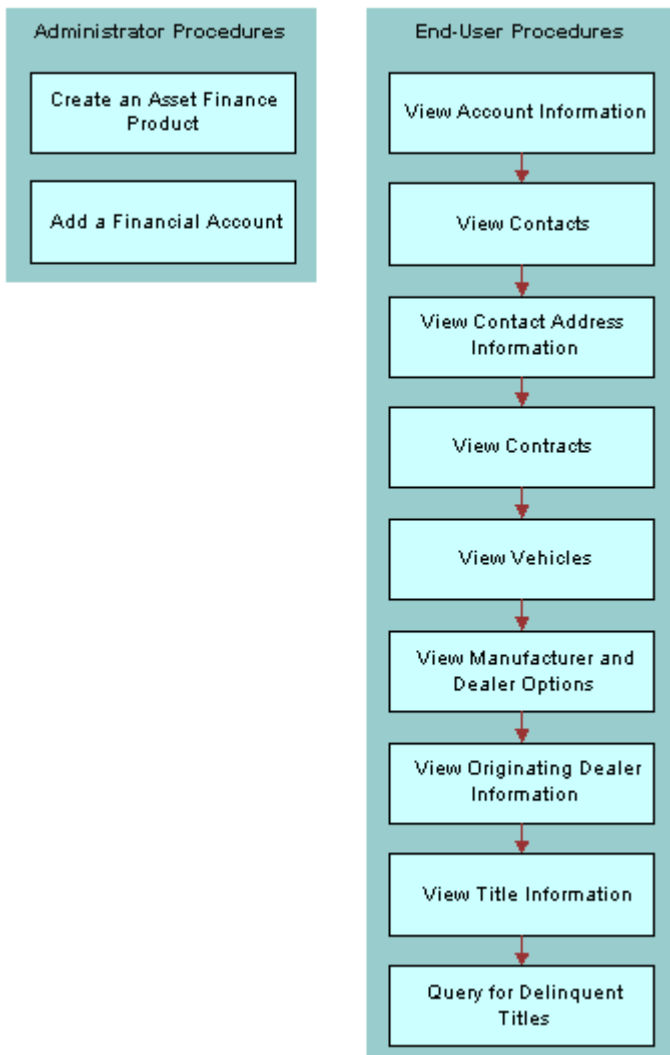 Administrator Procedures
Create an Asset Finance
Product
Add a Financial Account
End-User Procedures
View Account Information
View Contacts
View Contact Address
Information
View Contracts
View Vehicles
View Manufacturer and
Dealer Options
View Originating Dealer
Information
View Title Information
Query for Delinquent
Titles